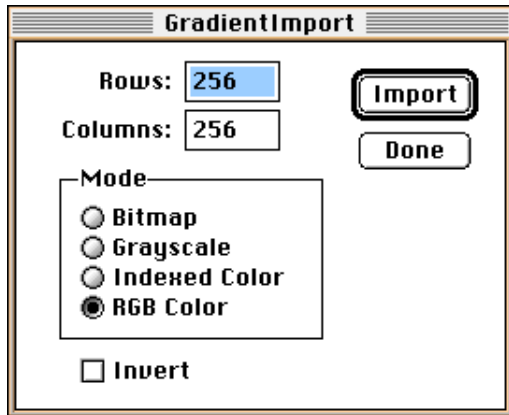 GradientImport
Rows: 256
Import
Columns: 256
Done
Mode
Bitmap
Grayscale
Indexed Color
RGB Color
Invert